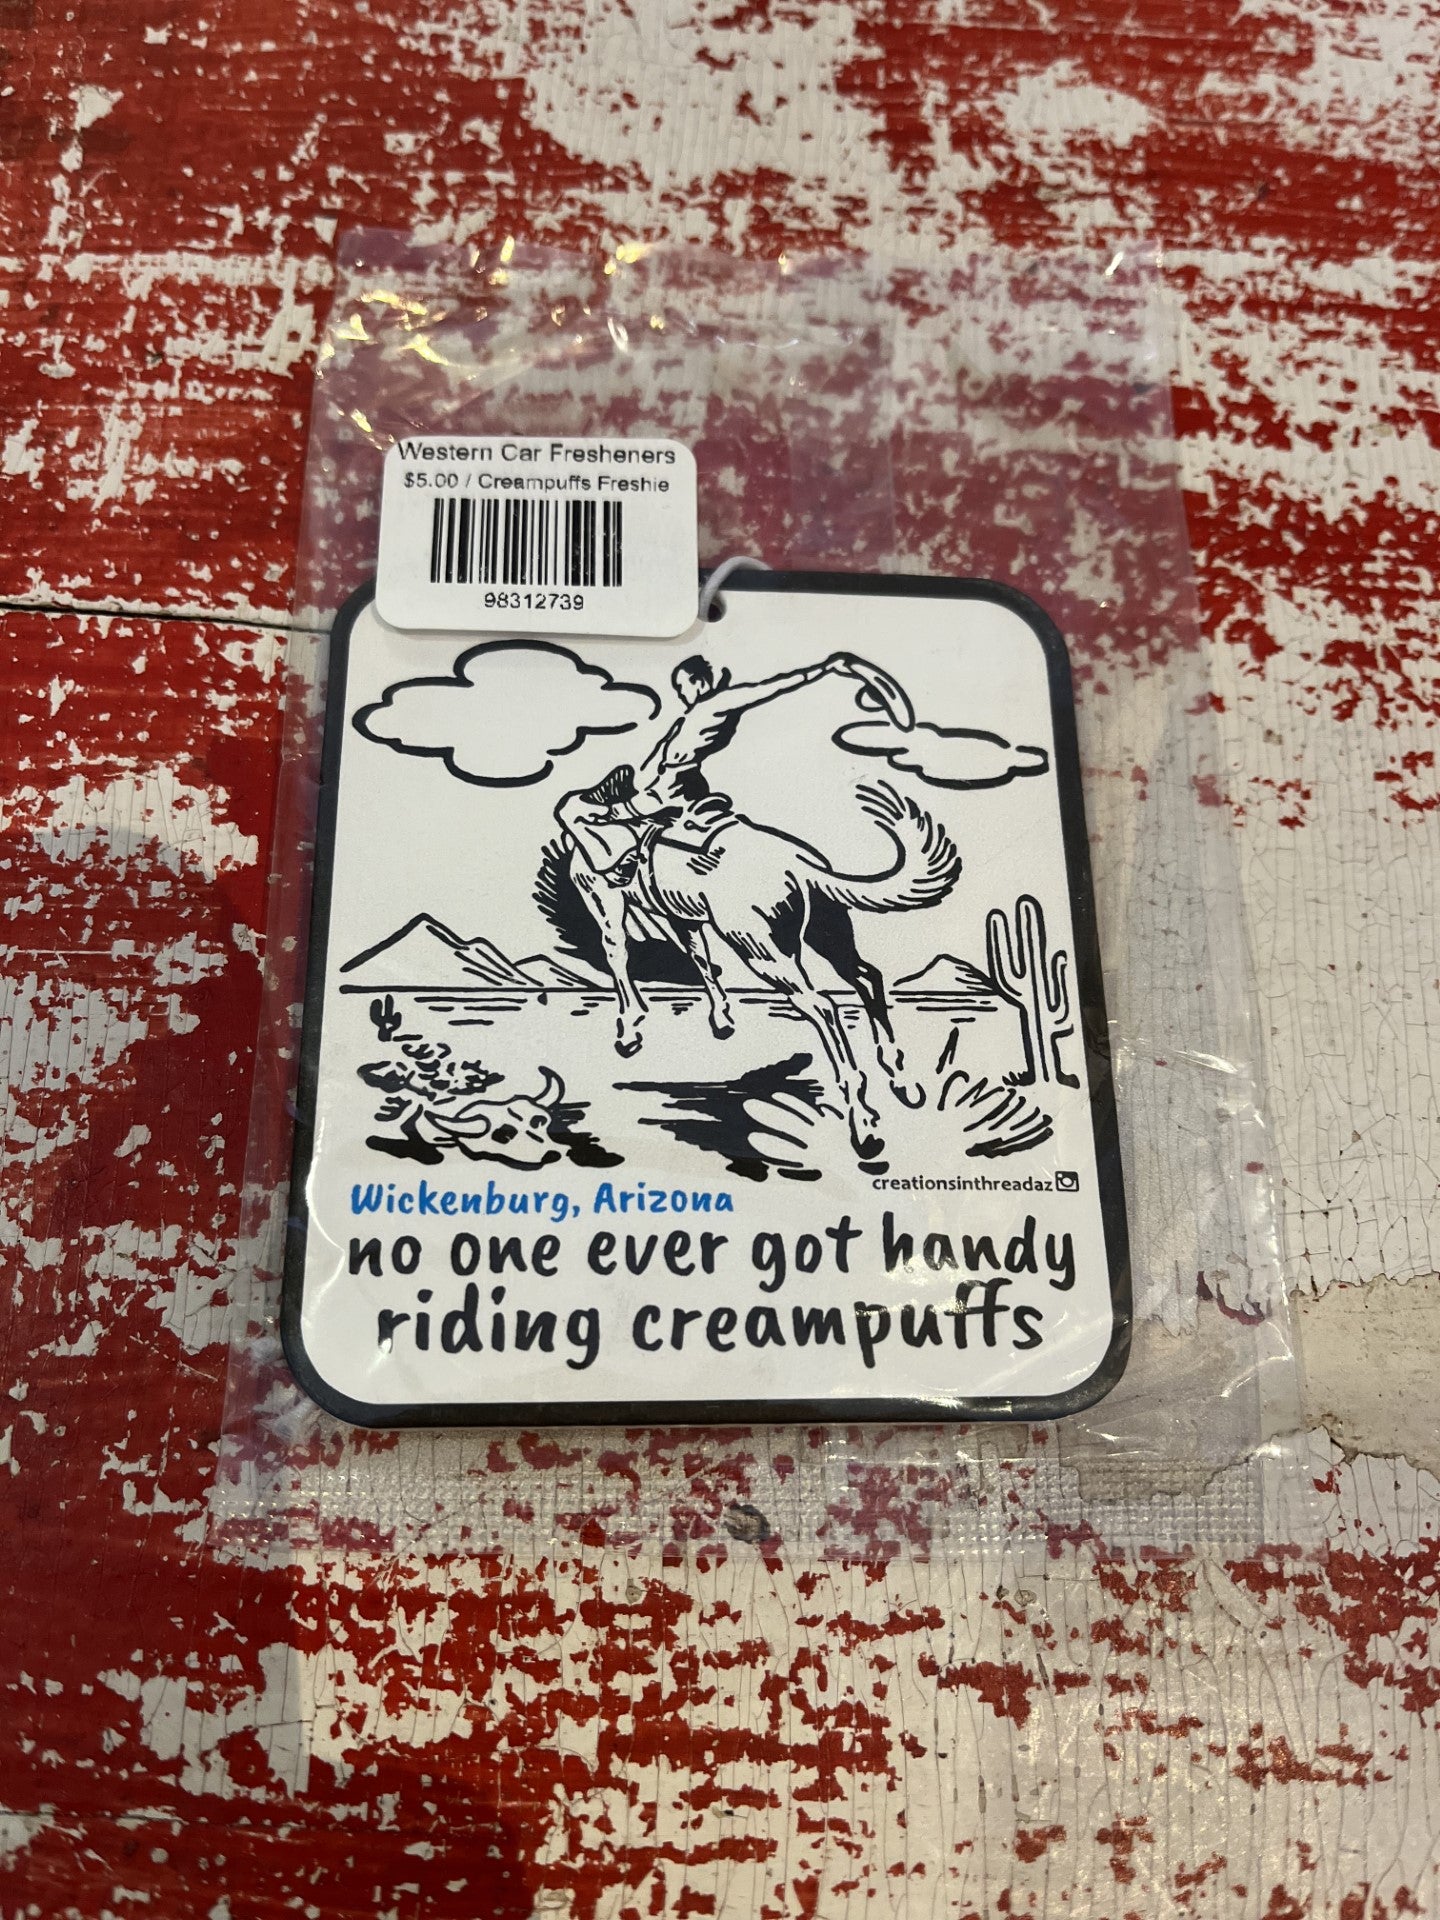 Western Car Fresheners
$5.00 / Creampuffs Freshie
98312739
creationsinthreadaz
Wickenburg, Arizona
no one ever got handy
riding creampuffs